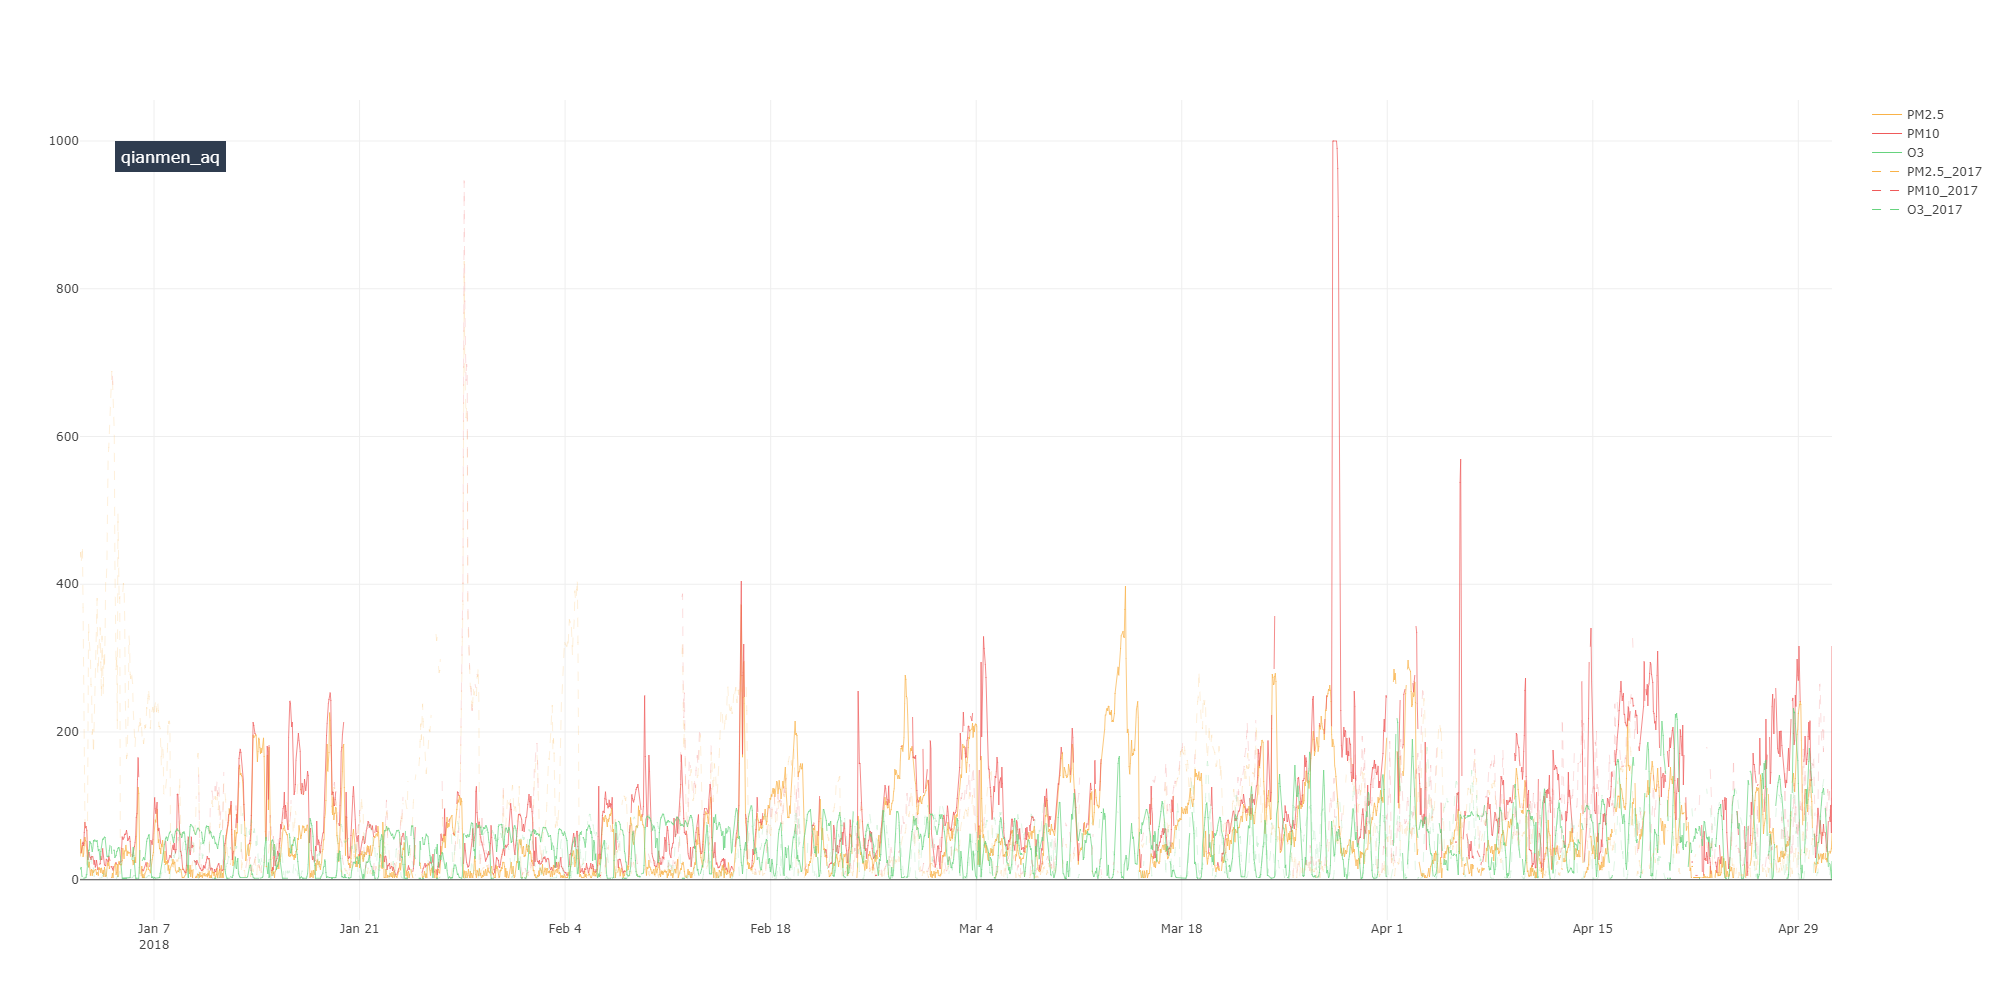 1000
800
600
400
200
0
qianmen_aq
Jan 7
2018
Jan 21
Feb 4
Feb 18
Mar 4
Mar 18
Apr 1
Apr 15
Apr 29
PM2.5
PM10
O3
PM2.5_2017
PM10_2017
O3_2017